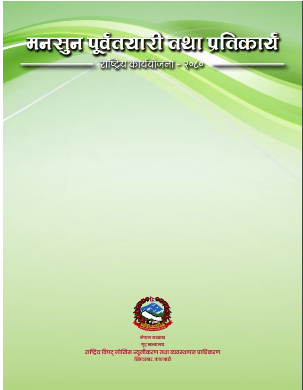 मनसुन पूर्वतयारी तथा प्रतिकार्य
राष्ट्रिय कार्ययोजना - २०८०
नेपाल सरकार
गृह मन्त्रालय
राष्ट्रिय विपद् जोखिम न्यूनीकरण तथा व्यवस्थापन प्राधिकरण
सिंहदरबार, काठमाडौं